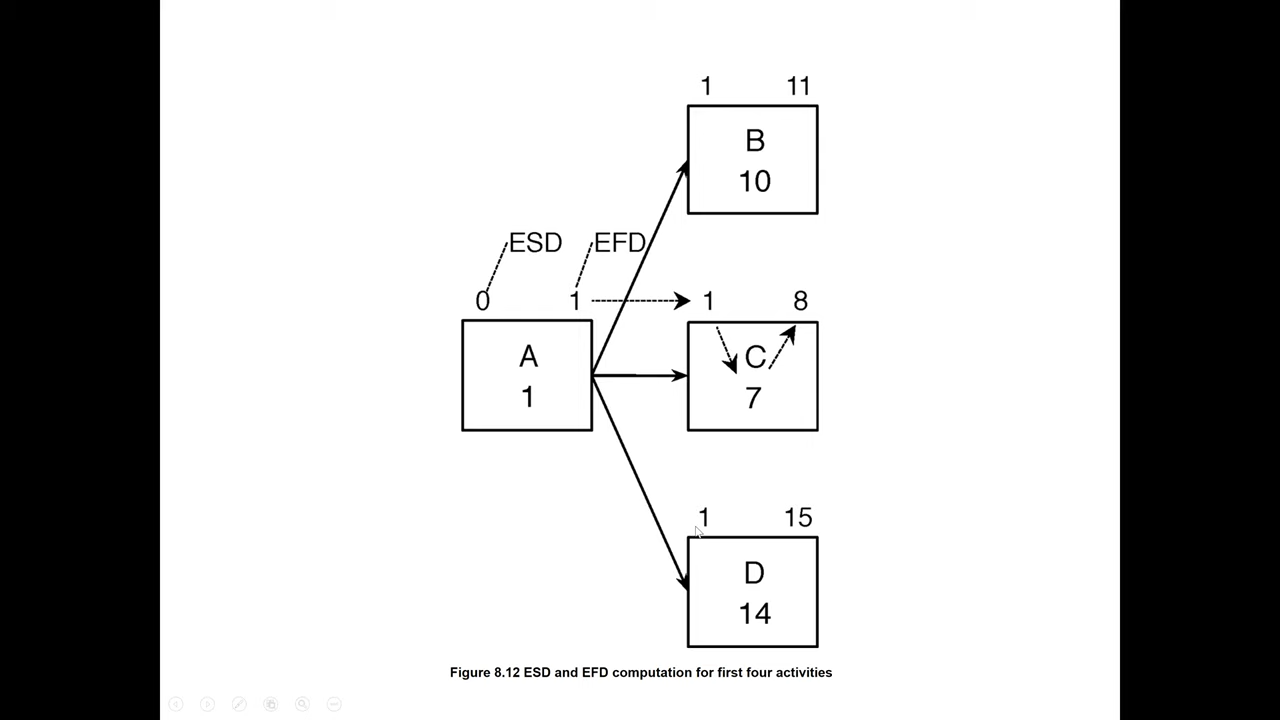 1 11
B
10
ESD EFD
0 1 1 8
A C
1 7
1 15
D
14
Figure 8.12 ESD and EFD computation for first four activities